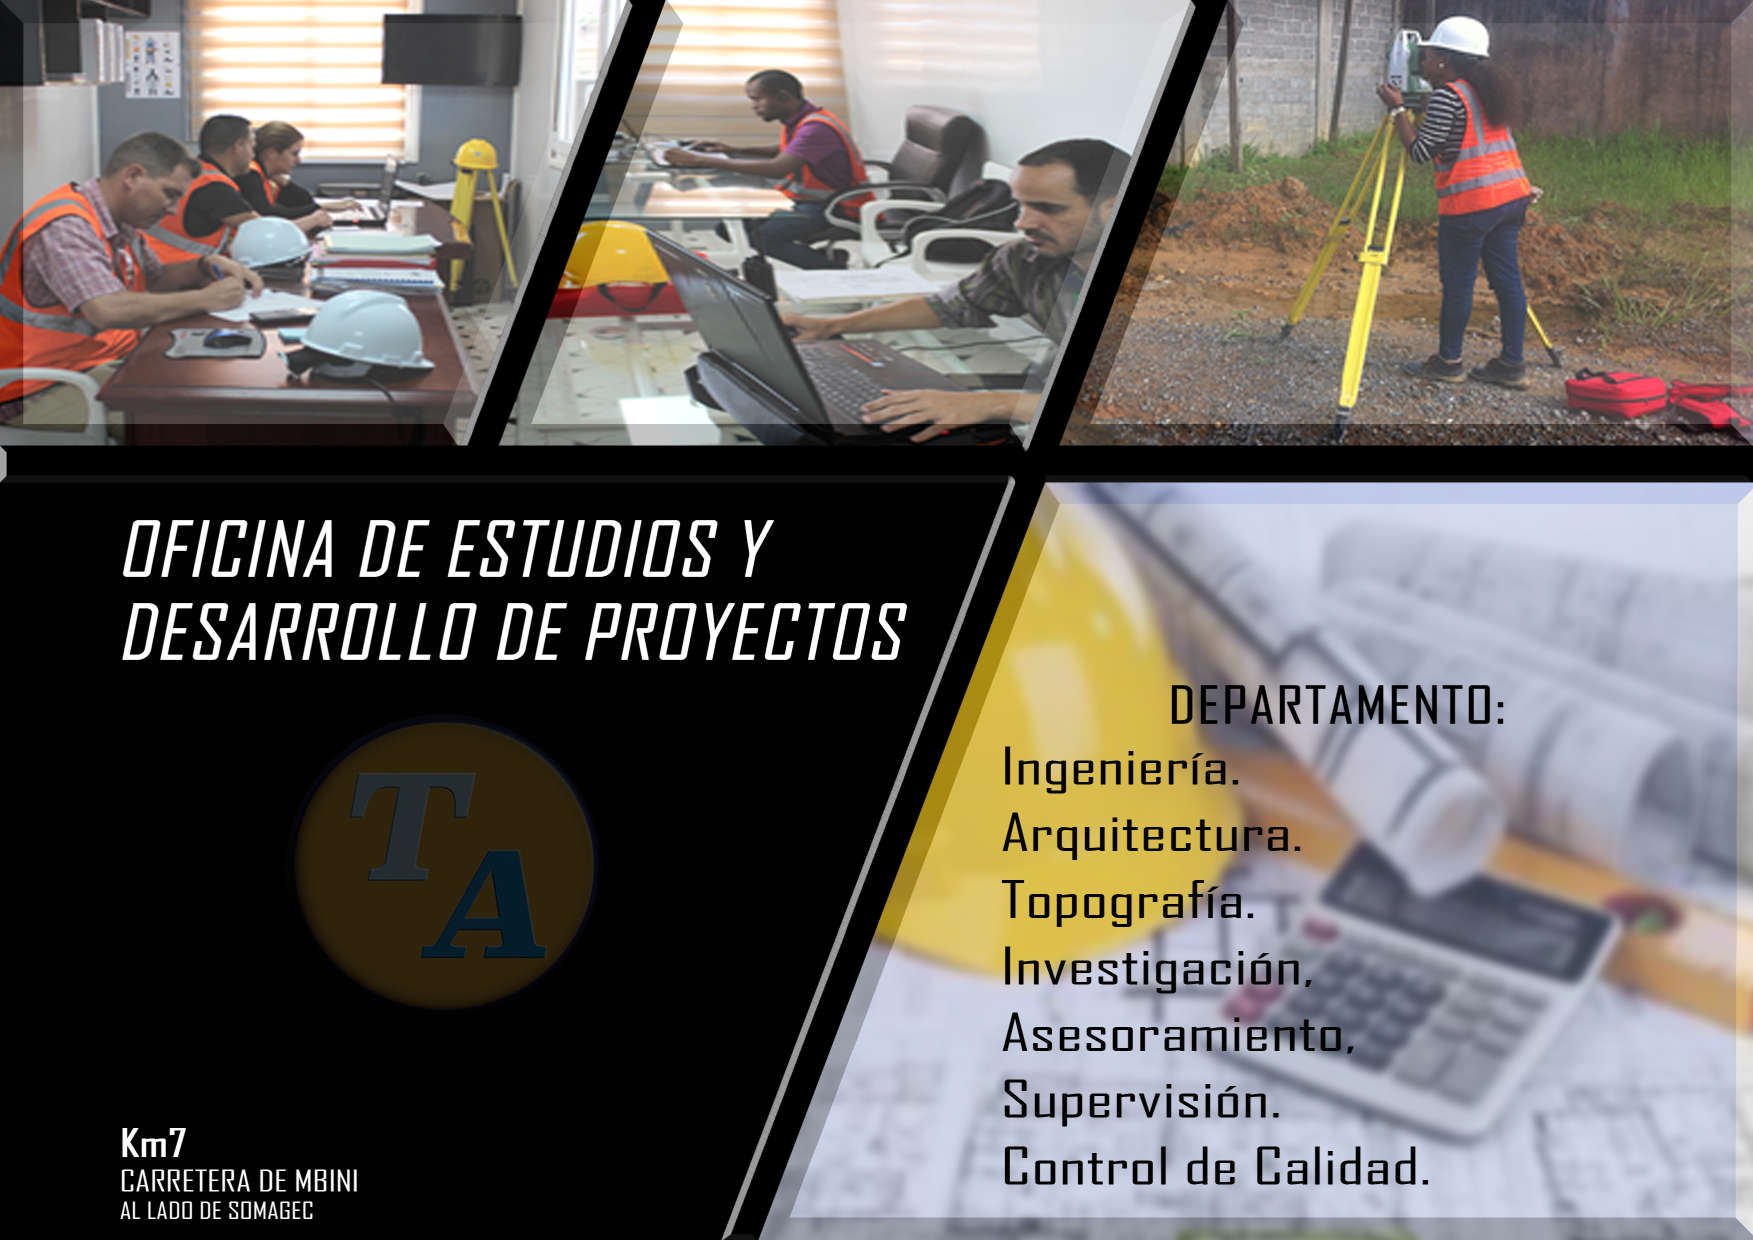 OFICINA DE ESTUDIOS Y
DESARROLLO DE PROYECTOS
TA
Km7
CARRETERA DE MBINI
AL LADO DE SOMAGEC
DEPARTAMENTO:
Ingeniería.
Arquitectura.
Topografía.
Investigación,
Asesoramiento,
Supervisión.
Control de Calidad.